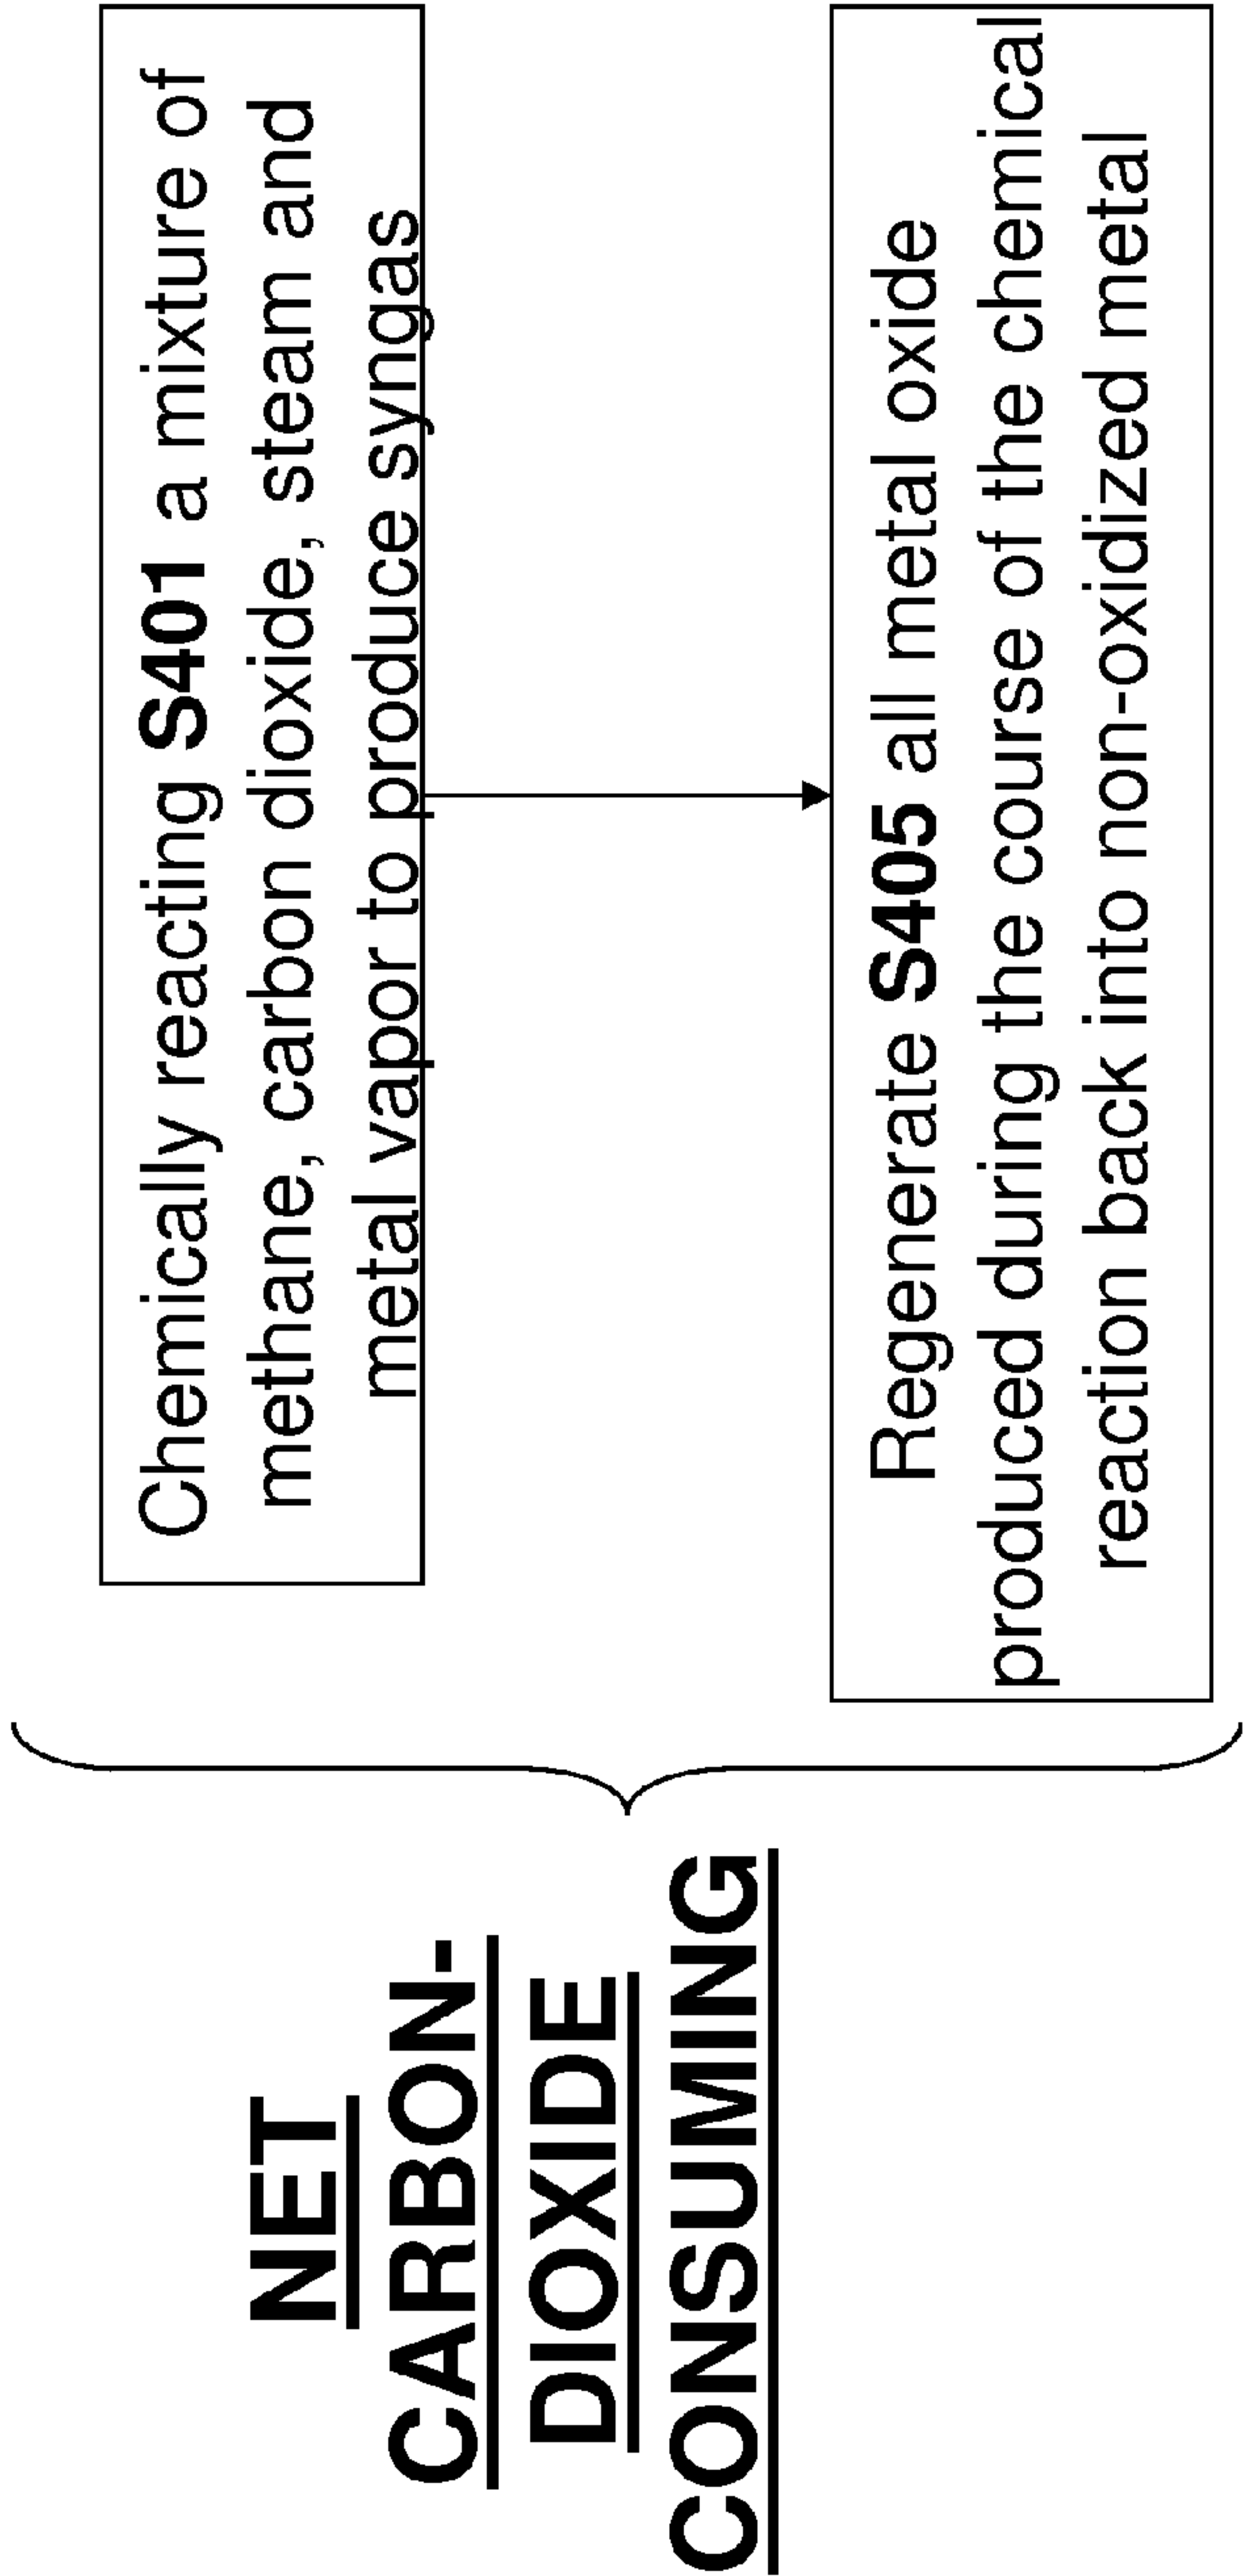 NET
CARBON-
DIOXIDE
CONSUMING
Chemically reacting S401 a mixture of
methane, carbon dioxide, steam and
metal vapor to produce syngas
Regenerate S405 all metal oxide
produced during the course of the chemical
reaction back into non-oxidized metal